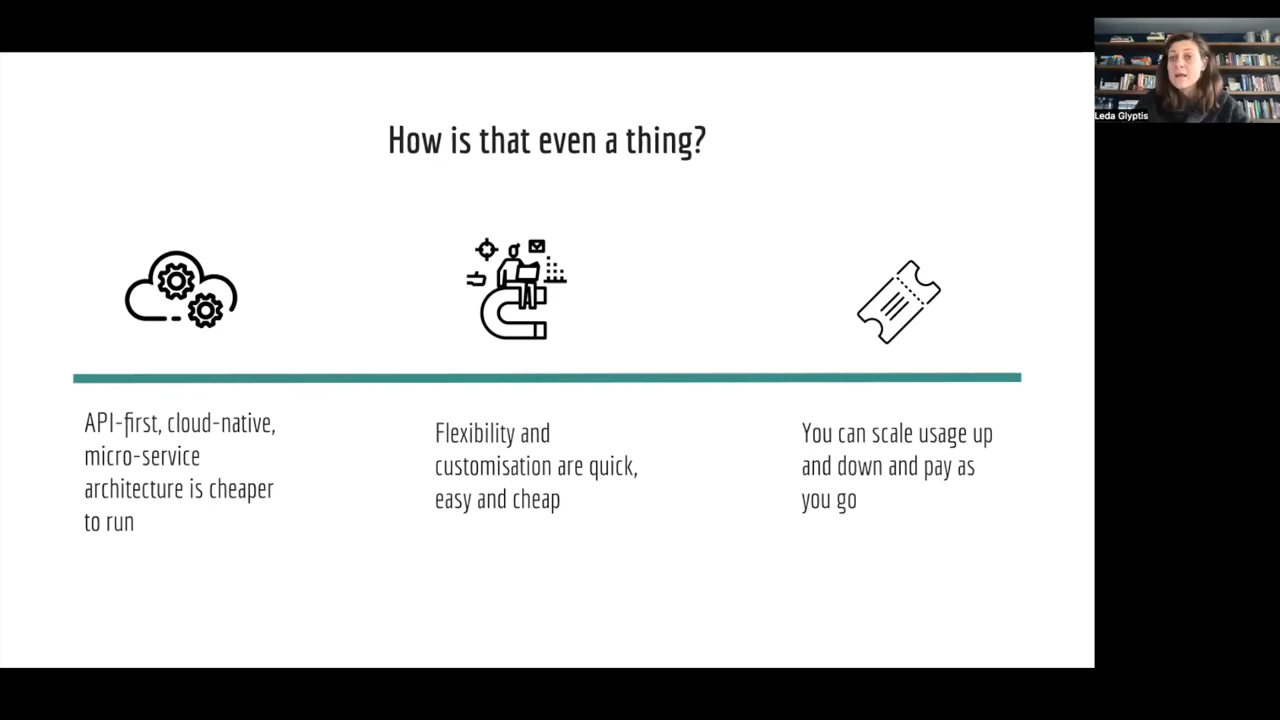 How is that even a thing?
Leda Glyptis
API-first, cloud-native,
micro-service
architecture is cheaper
to run
Flexibility and
customisation are quick,
easy and cheap
You can scale usage up
and down and pay as
you go